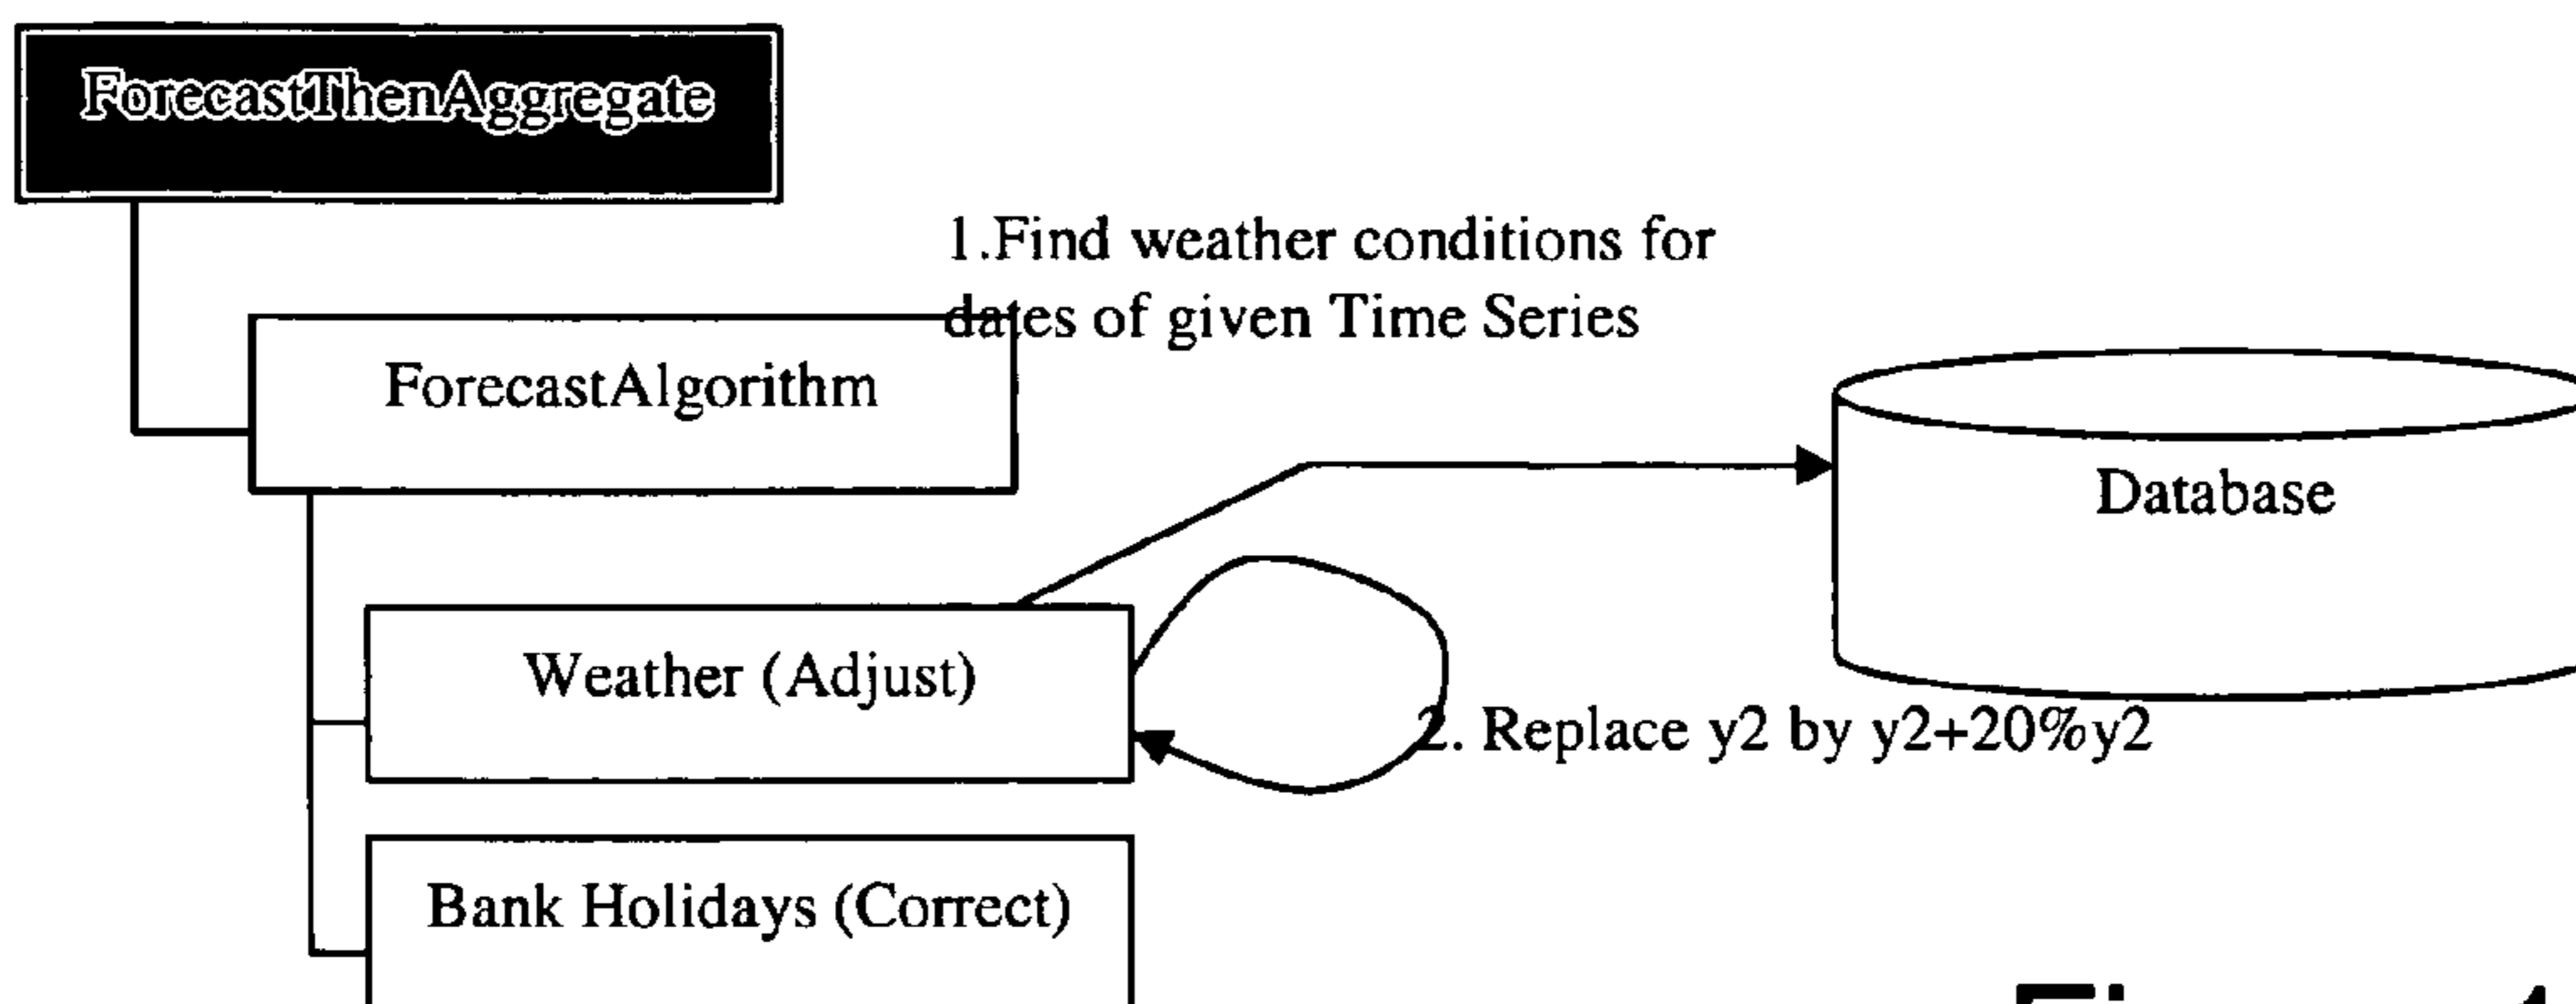 ForecastThenAggregate
1.Find weather conditions for
dates of given Time Series
ForecastAlgorithm
Database
Weather (Adjust)
2. Replace y2 by y2+20%y2
Bank Holidays (Correct)